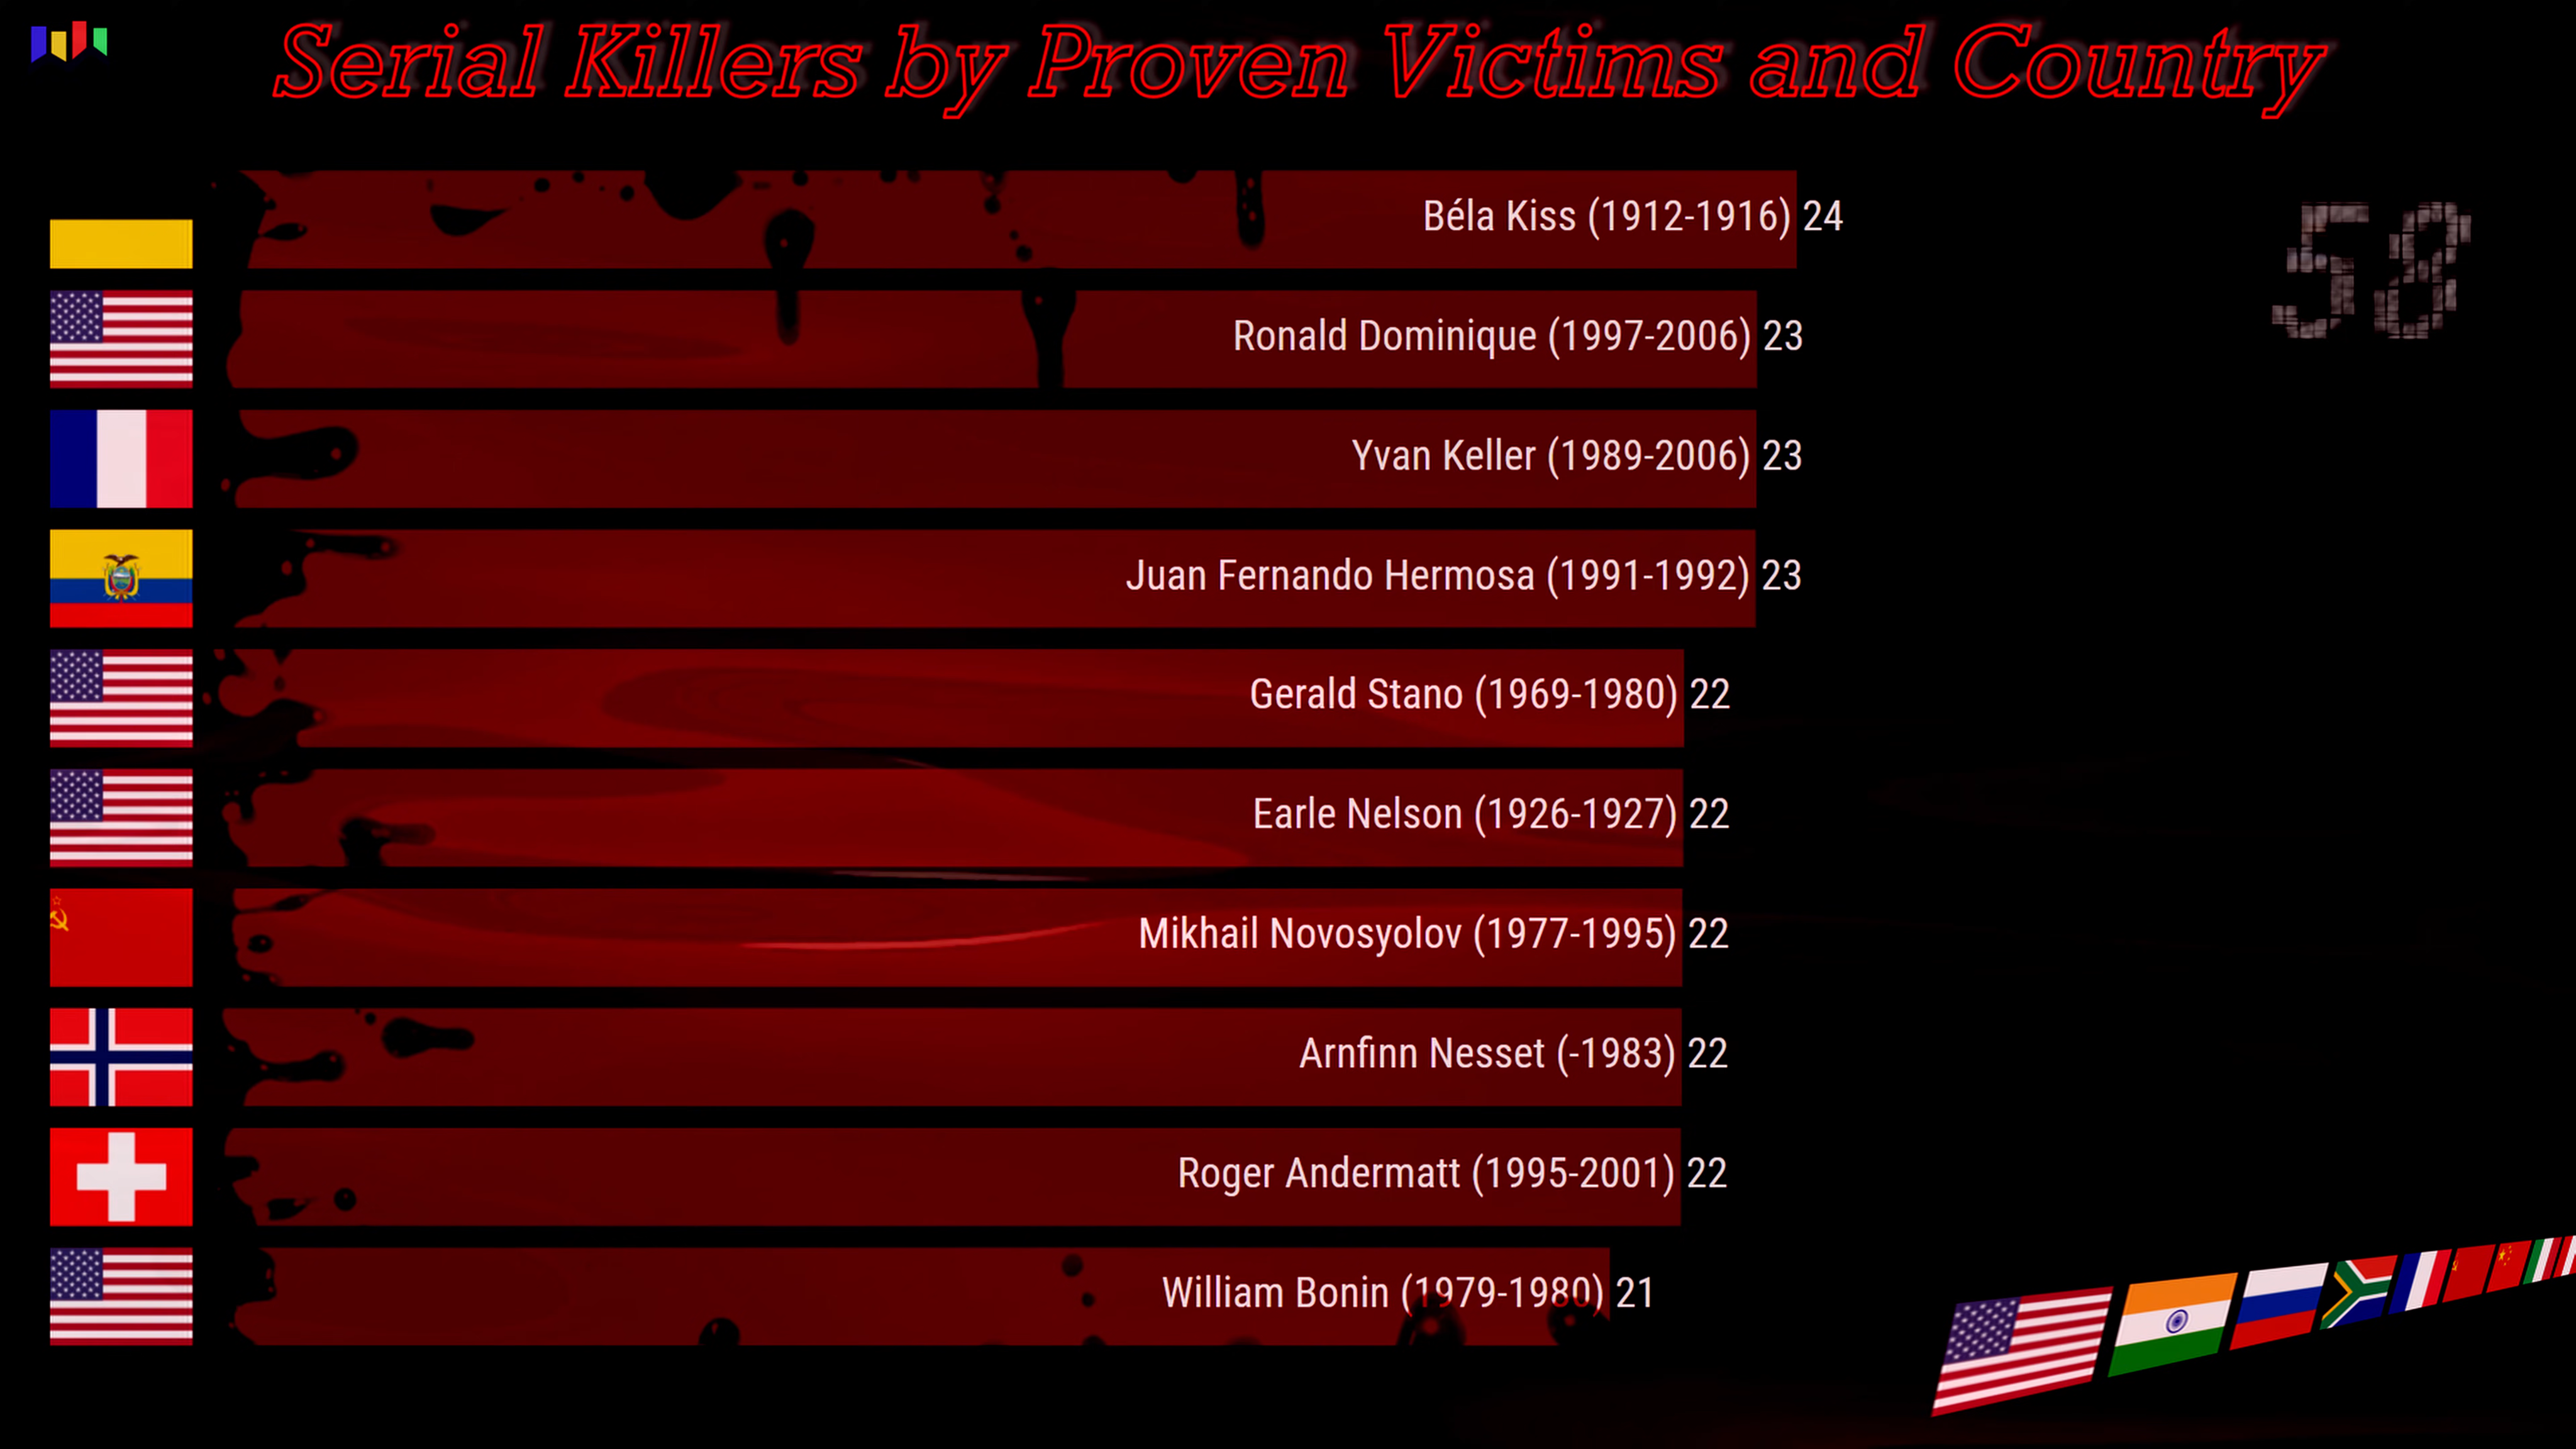 Serial Killers by Proven Victims and Country
Béla Kiss (1912-1916) 24
58
Ronald Dominique (1997-2006) 23
Yvan Keller (1989-2006) 23
Juan Fernando Hermosa (1991-1992) 23
Gerald Stano (1969-1980) 22
Earle Nelson (1926-1927) 22
Mikhail Novosyolov (1977-1995) 22
Arnfinn Nesset (-1983) 22
Roger Andermatt (1995-2001) 22
William Bonin (1979-1980) 21